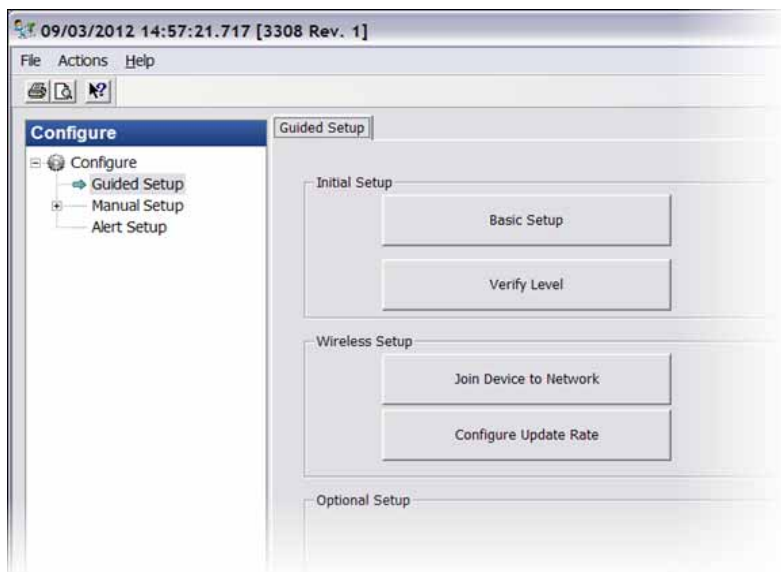 09/03/2012 14:57:21.717 [3308 Rev. 1]
File Actions Help
Configure
Configure
Guided Setup
Manual Setup
Alert Setup
Guided Setup
Initial Setup
Basic Setup
Verify Level
Wireless Setup
Join Device to Network
Configure Update Rate
Optional Setup